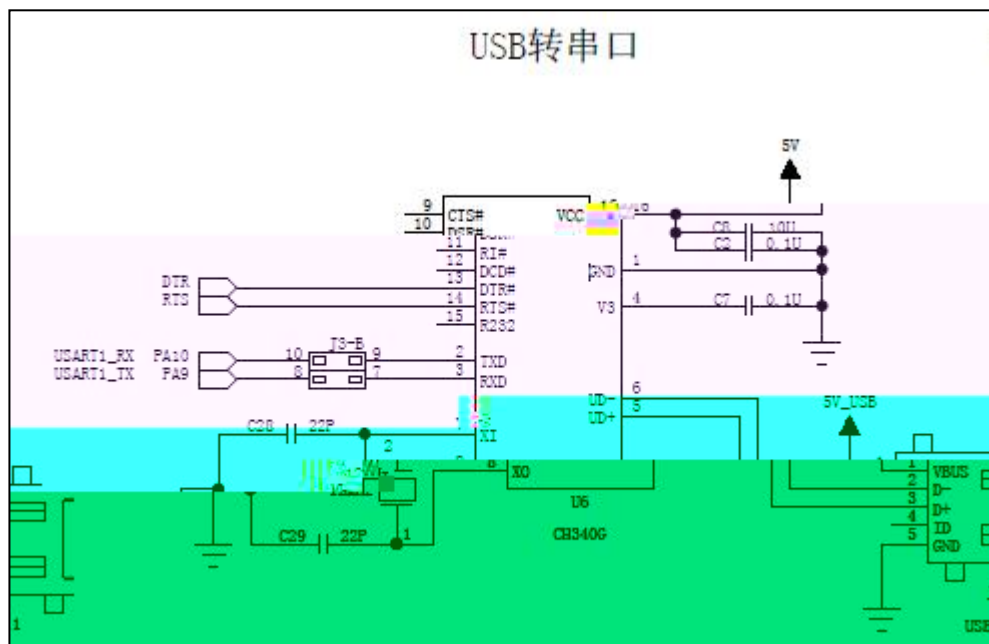 USB转串口
5V
9 CTS# VCC
10
C8 10U
11
C2 0.1U
12 RI#
GND 1
13 DCD#
DTR DTR#
14
RTS RTS# V3 4 C7 0.1U
15 R232
J3-B
USART1_RX PA10 10 9 2 TXD
USART1_TX PA9 8 7 3 RXD
6
UD- 5 5V_USB
UD+
C28 22P XI
2
8 XO 1 VBUS
2 D-
U6 3 D+
C29 22P 1 CH340G 4 ID
5 GND
1 USB